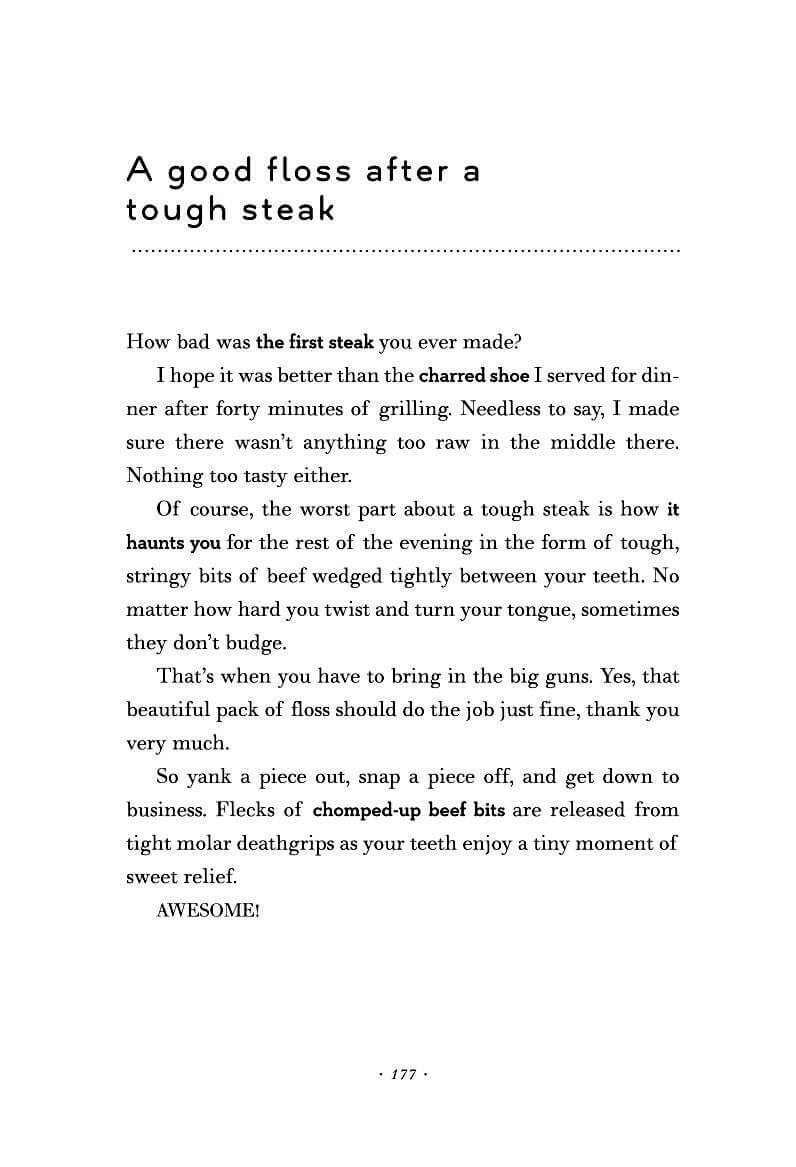 A good floss after a
tough steak
How bad was the first steak you ever made?
I hope it was better than the charred shoe I served for din-
ner after forty minutes of grilling. Needless to say, I made
sure there wasn’t anything too raw in the middle there.
Nothing too tasty either.
Of course, the worst part about a tough steak is how it
haunts you for the rest of the evening in the form of tough,
stringy bits of beef wedged tightly between your teeth. No
matter how hard you twist and turn your tongue, sometimes
they don’t budge.
That’s when you have to bring in the big guns. Yes, that
beautiful pack of floss should do the job just fine, thank you
very much.
So yank a piece out, snap a piece off, and get down to
business. Flecks of chomped-up beef bits are released from
tight molar deathgrips as your teeth enjoy a tiny moment of
sweet relief.
AWESOME!
· 177 ·